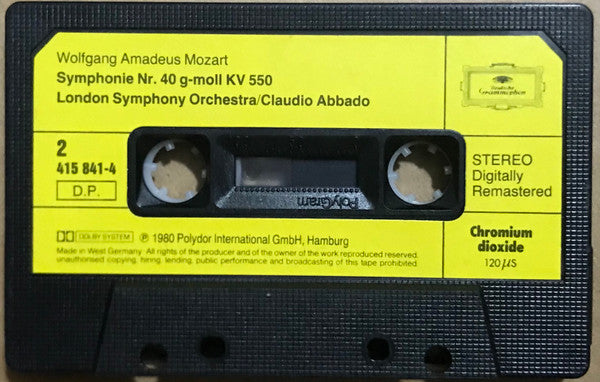 Wolfgang Amadeus Mozart
Symphonie Nr. 40 g-moll KV 550
London Symphony Orchestra/Claudio Abbado
Deutsche
Grammophon
2
415 841-4
D.P.
STEREO
Digitally
Remastered
PolyGram
DOLBY SYSTEM ℗ 1980 Polydor International GmbH, Hamburg
Made in West Germany · All rights of the producer and of the owner of the work reproduced reserved.
unauthorised copying, hiring, lending, public performance and broadcasting of this tape prohibited.
Chromium
dioxide
120 µS